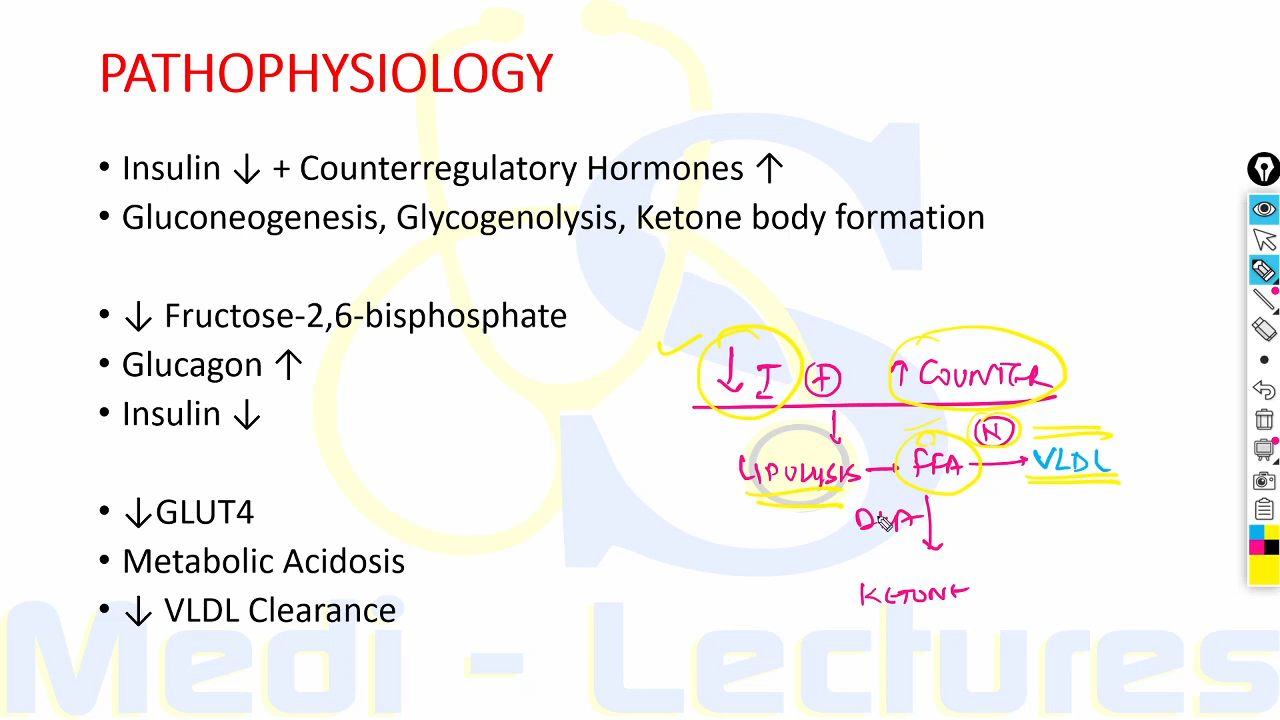 PATHOPHYSIOLOGY
• Insulin ↓ + Counterregulatory Hormones ↑
• Gluconeogenesis, Glycogenolysis, Ketone body formation
• ↓ Fructose-2,6-bisphosphate
• Glucagon ↑
• Insulin ↓
• ↓GLUT4
• Metabolic Acidosis
• ↓ VLDL Clearance
↓ I + ↑ COUNTER
↓
N
LIPOLYSIS → FFA → VLDL
DKA ↓
KETONE
Medi - Lectures